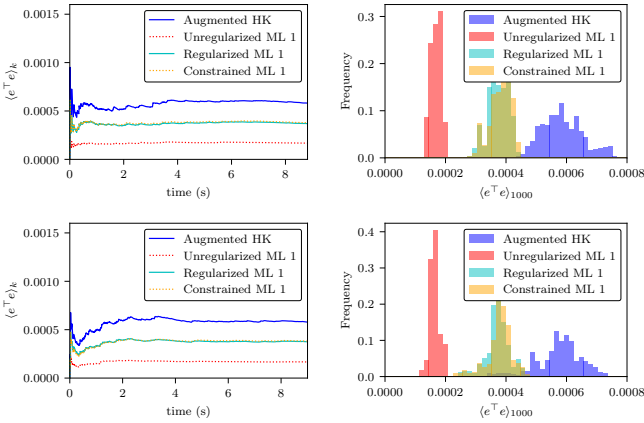 ⟨e⊤e⟩k
0.0015
0.0010
0.0005
0.0000
0 2 4 6 8
time (s)
Augmented HK
Unregularized ML 1
Regularized ML 1
Constrained ML 1
Frequency
0.3
0.2
0.1
0.0
0.0000 0.0002 0.0004 0.0006 0.0008
⟨e⊤e⟩1000
Augmented HK
Unregularized ML 1
Regularized ML 1
Constrained ML 1
⟨e⊤e⟩k
0.0015
0.0010
0.0005
0.0000
0 2 4 6 8
time (s)
Augmented HK
Unregularized ML 1
Regularized ML 1
Constrained ML 1
Frequency
0.4
0.3
0.2
0.1
0.0
0.0000 0.0002 0.0004 0.0006 0.0008
⟨e⊤e⟩1000
Augmented HK
Unregularized ML 1
Regularized ML 1
Constrained ML 1